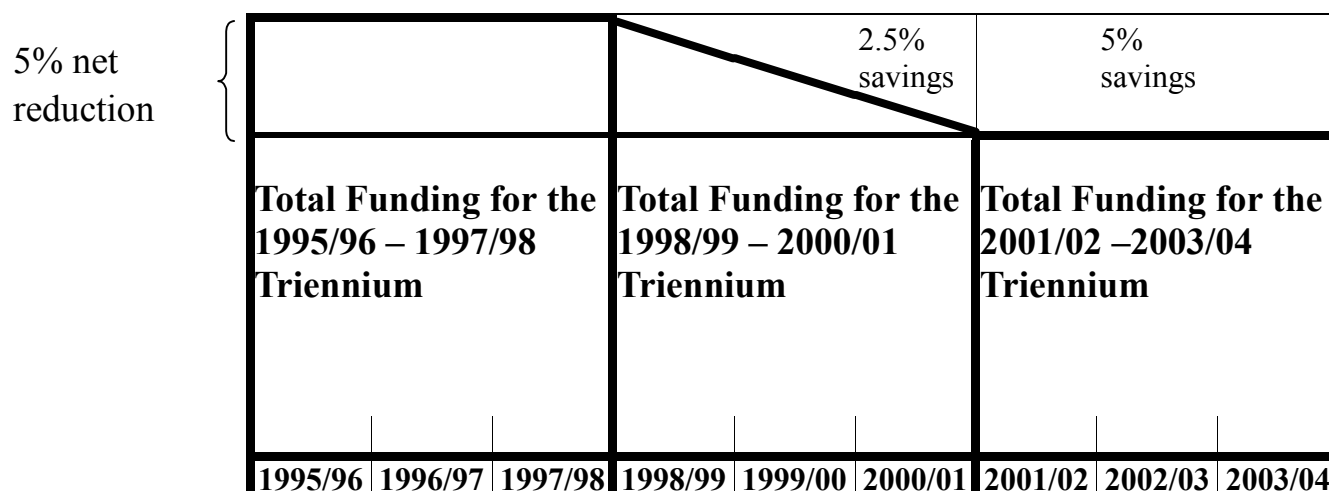 5% net
reduction
2.5%
savings
5%
savings
Total Funding for the
1995/96 – 1997/98
Triennium
Total Funding for the
1998/99 – 2000/01
Triennium
Total Funding for the
2001/02 –2003/04
Triennium
1995/96 1996/97 1997/98 1998/99 1999/00 2000/01 2001/02 2002/03 2003/04